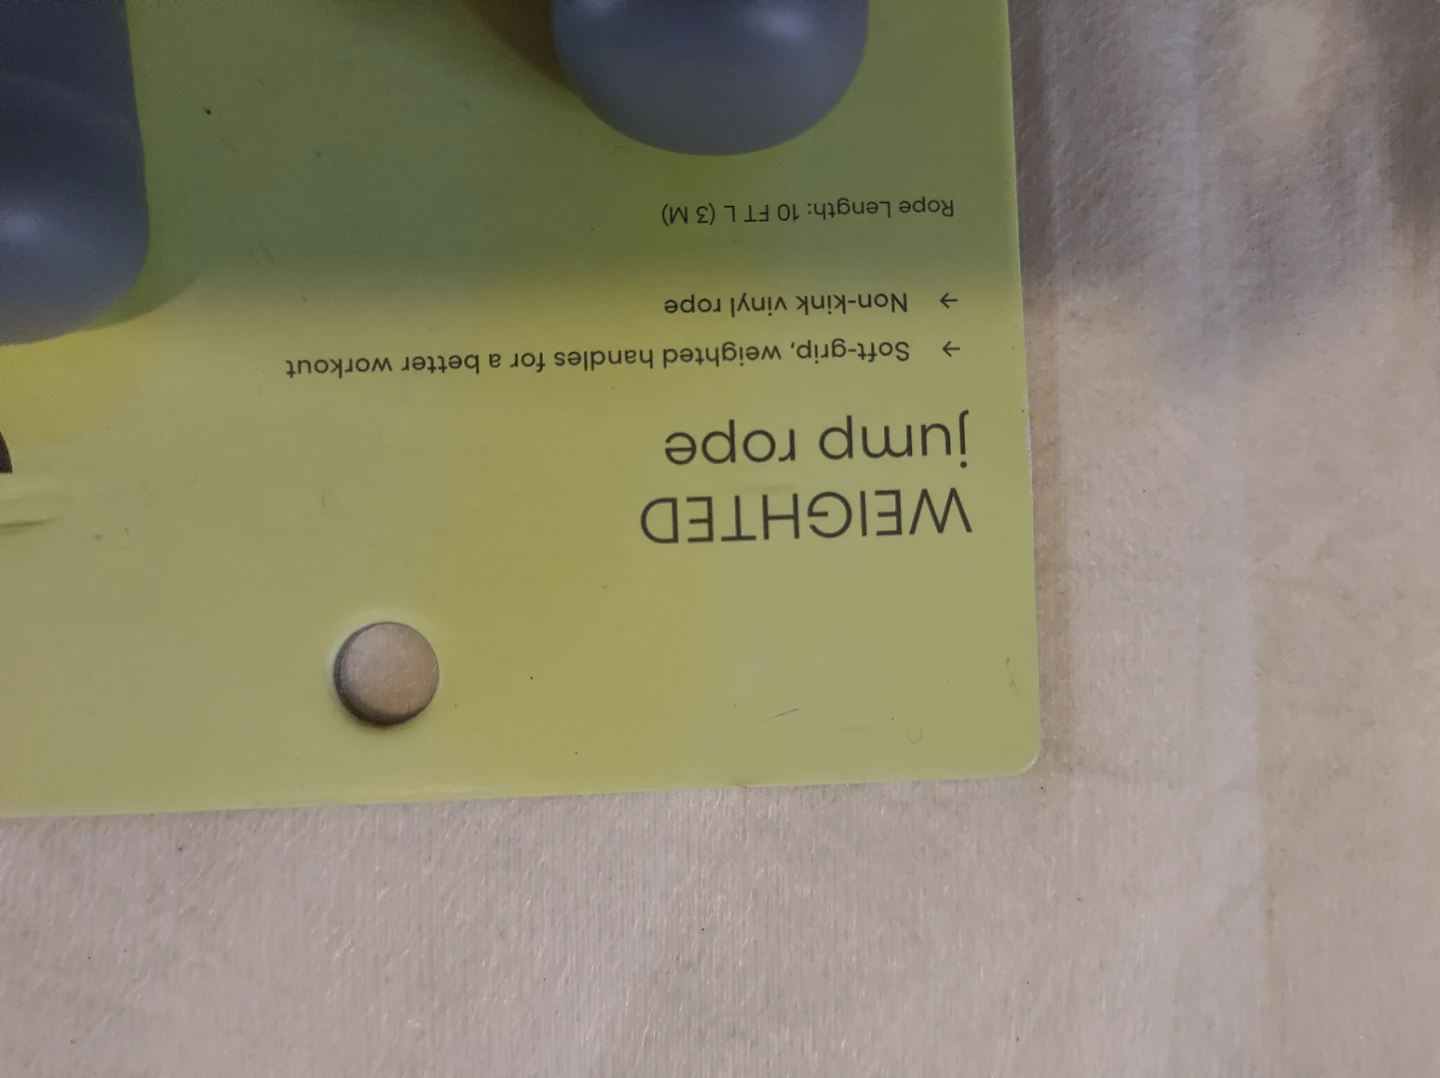 WEIGHTED
jump rope
→ Soft-grip, weighted handles for a better workout
→ Non-kink vinyl rope
Rope Length: 10 FT L (3 M)